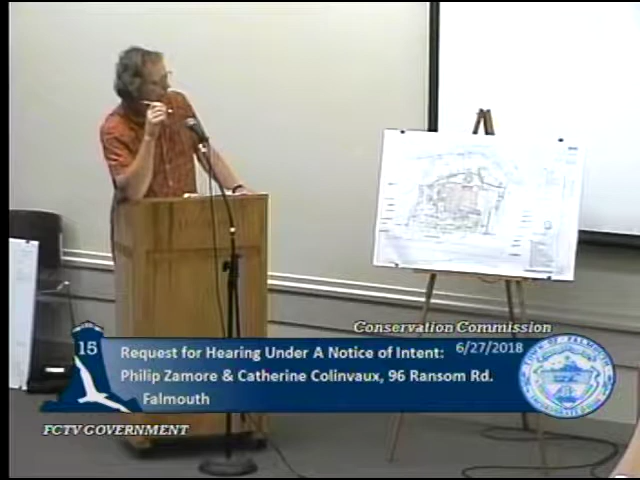 Conservation Commission
15
Request for Hearing Under A Notice of Intent:
6/27/2018
Philip Zamore & Catherine Colinvaux, 96 Ransom Rd.
Falmouth
FCTV GOVERNMENT